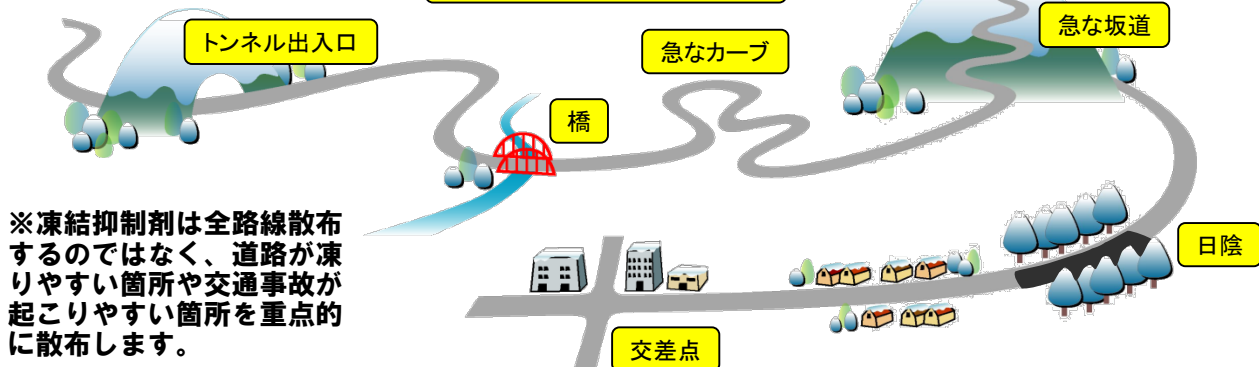 トンネル出入口
急なカーブ
急な坂道
橋
※凍結抑制剤は全路線散布
するのではなく、道路が凍
りやすい箇所や交通事故が
起こりやすい箇所を重点的
に散布します。
日陰
交差点